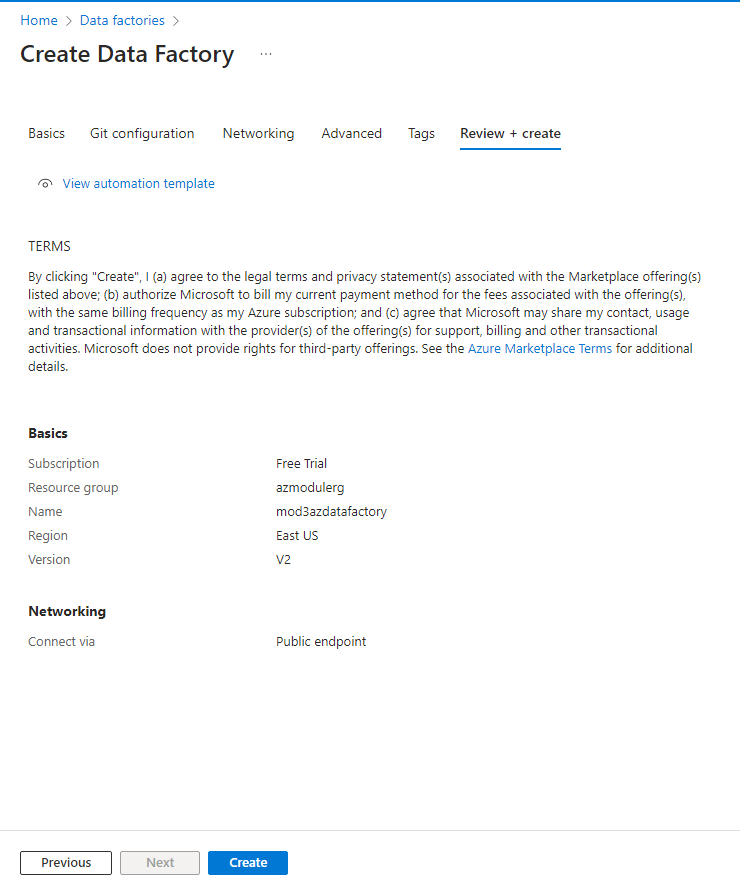 Home > Data factories >
Create Data Factory ...
Basics Git configuration Networking Advanced Tags Review + create
View automation template
TERMS
By clicking "Create", I (a) agree to the legal terms and privacy statement(s) associated with the Marketplace offering(s)
listed above; (b) authorize Microsoft to bill my current payment method for the fees associated with the offering(s),
with the same billing frequency as my Azure subscription; and (c) agree that Microsoft may share my contact, usage
and transactional information with the provider(s) of the offering(s) for support, billing and other transactional
activities. Microsoft does not provide rights for third-party offerings. See the Azure Marketplace Terms for additional
details.
Basics
Subscription Free Trial
Resource group azmodulerg
Name mod3azdatafactory
Region East US
Version V2
Networking
Connect via Public endpoint
Previous Next Create